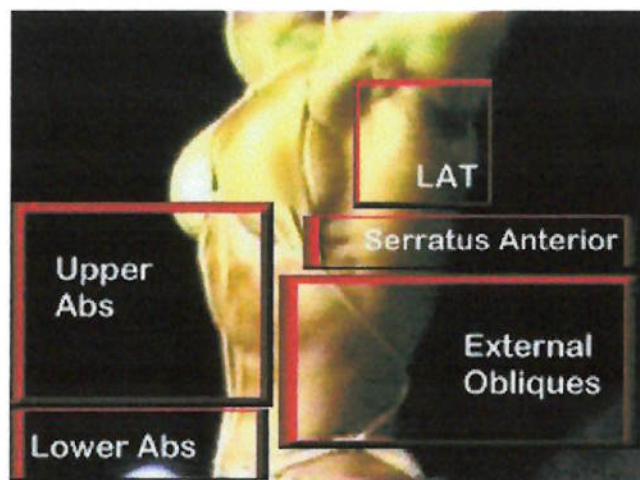 LAT
Serratus Anterior
Upper
Abs
External
Obliques
Lower Abs